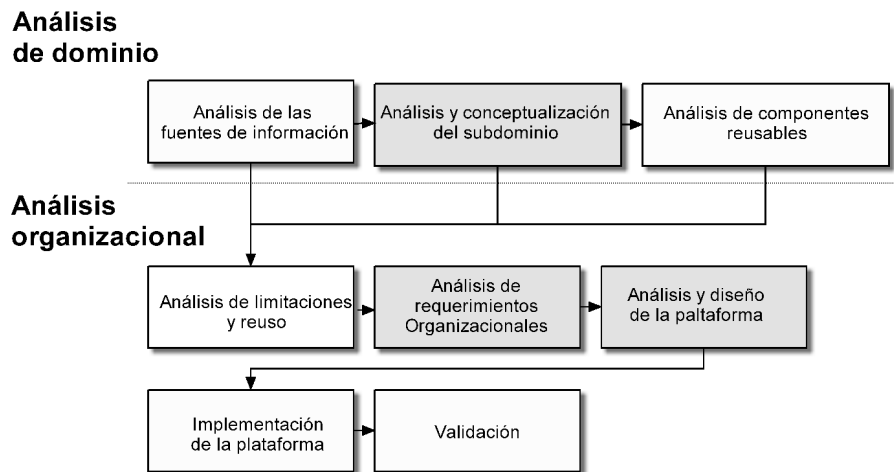 Análisis
de dominio
Análisis de las
fuentes de información
Análisis y conceptualización
del subdominio
Análisis de componentes
reusables
Análisis
organizacional
Análisis de limitaciones
y reuso
Análisis de
requerimientos
Organizacionales
Análisis y diseño
de la paltaforma
Implementación
de la plataforma
Validación